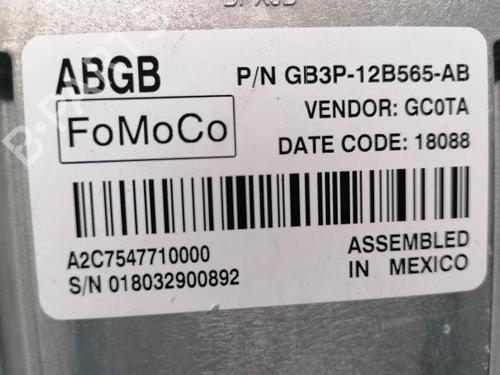 ABGB
P/N GB3P-12B565-AB
FoMoCo
VENDOR: GC0TA
DATE CODE: 18088
A2C7547710000
S/N 018032900892
ASSEMBLED
IN MEXICO